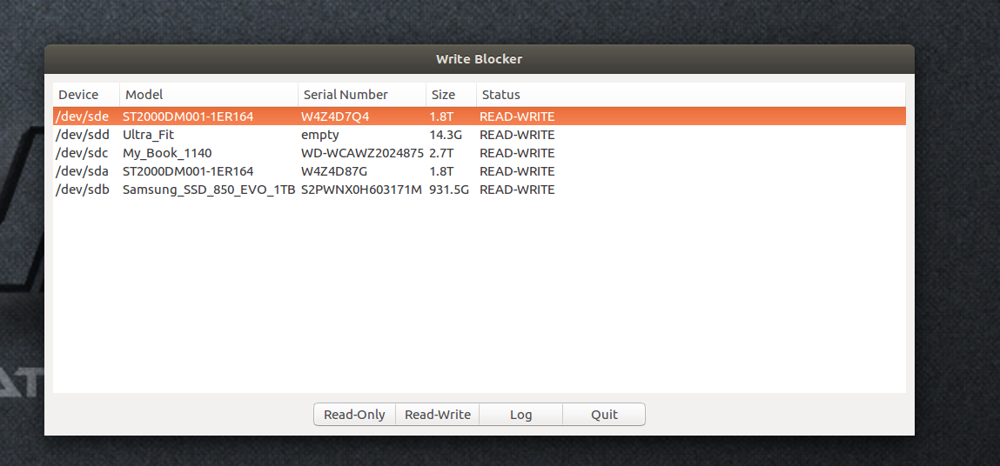 Write Blocker
Device Model Serial Number Size Status
/dev/sde ST2000DM001-1ER164 W4Z4D7Q4 1.8T READ-WRITE
/dev/sdd Ultra_Fit empty 14.3G READ-WRITE
/dev/sdc My_Book_1140 WD-WCAWZ2024875 2.7T READ-WRITE
/dev/sda ST2000DM001-1ER164 W4Z4D87G 1.8T READ-WRITE
/dev/sdb Samsung_SSD_850_EVO_1TB S2PWNX0H603171M 931.5G READ-WRITE
AT
Read-Only Read-Write Log Quit